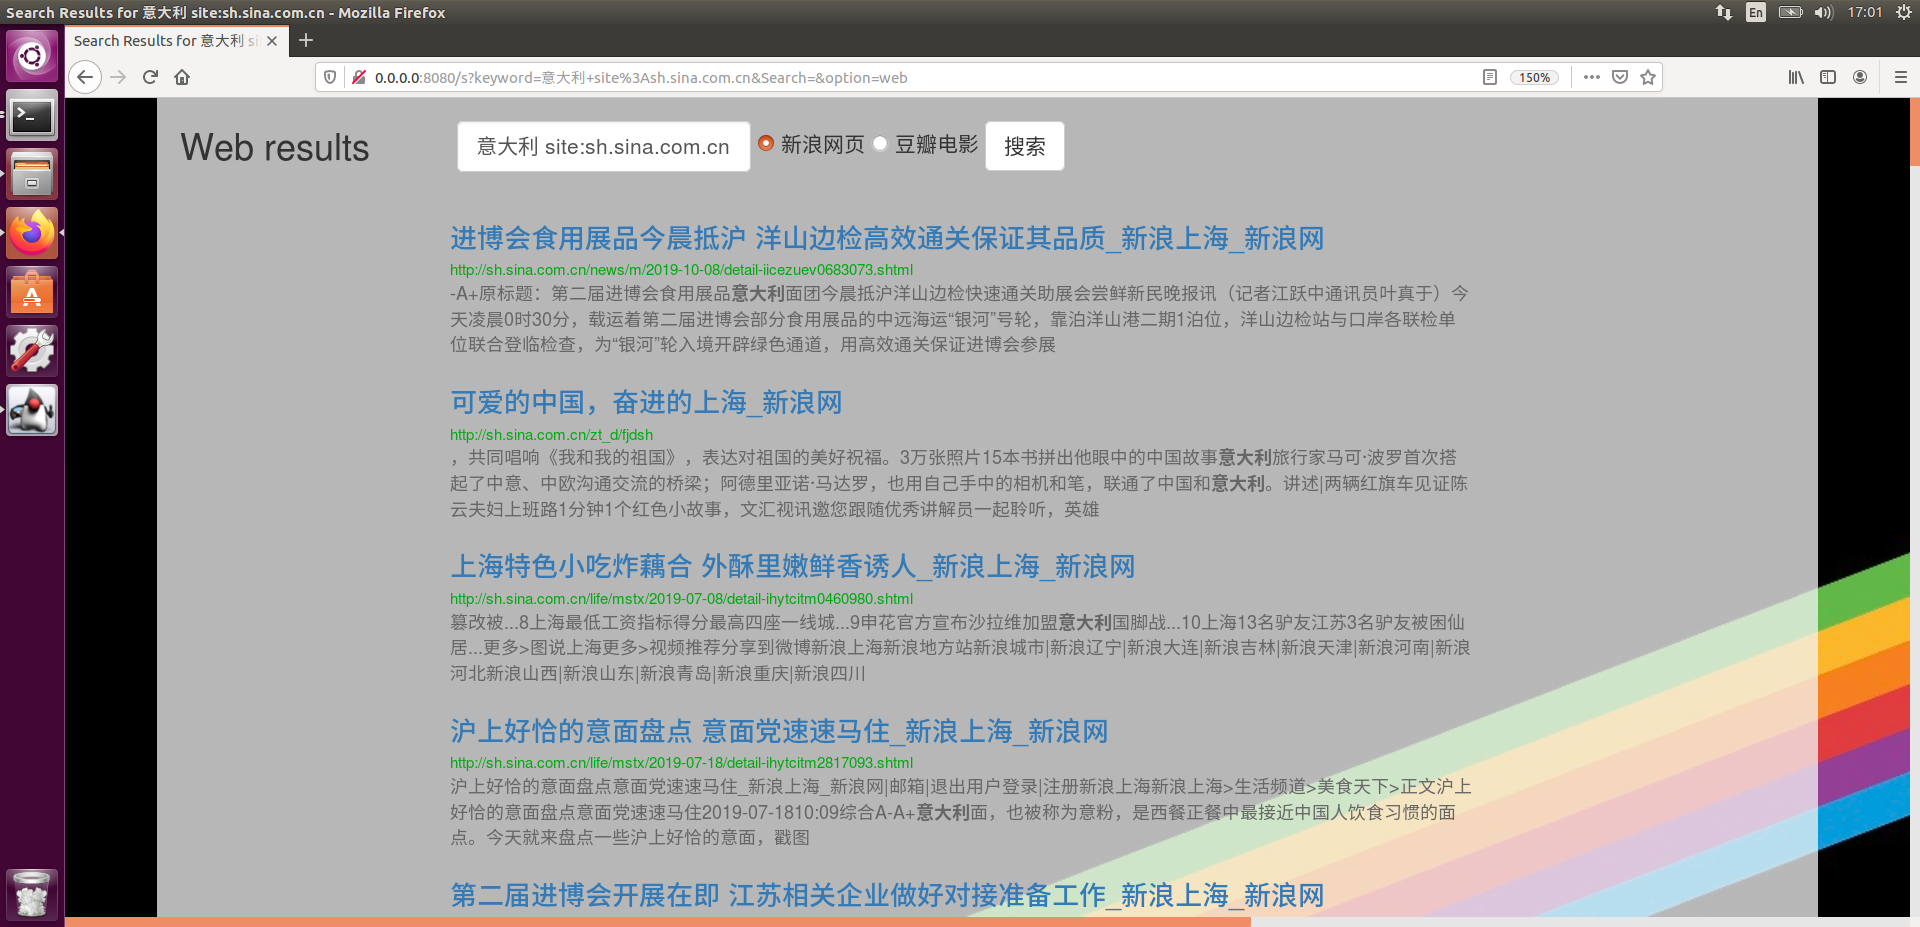 Search Results for 意大利 site:sh.sina.com.cn - Mozilla Firefox
En
17:01
Search Results for 意大利 si
0.0.0.0:8080/s?keyword=意大利+site%3Ash.sina.com.cn&Search=&option=web
150%
Web results
意大利 site:sh.sina.com.cn
新浪网页
豆瓣电影
搜索
进博会食用展品今晨抵沪 洋山边检高效通关保证其品质_新浪上海_新浪网
http://sh.sina.com.cn/news/m/2019-10-08/detail-iicezuev0683073.shtml
-A+原标题：第二届进博会食用展品意大利面团今晨抵沪洋山边检快速通关助展会尝鲜新民晚报讯（记者江跃中通讯员叶真于）今
天凌晨0时30分，载运着第二届进博会部分食用展品的中远海运“银河”号轮，靠泊洋山港二期1泊位，洋山边检站与口岸各联检单
位联合登临检查，为“银河”轮入境开辟绿色通道，用高效通关保证进博会参展
可爱的中国，奋进的上海_新浪网
http://sh.sina.com.cn/zt_d/fjdsh
，共同唱响《我和我的祖国》，表达对祖国的美好祝福。3万张照片15本书拼出他眼中的中国故事意大利旅行家马可·波罗首次搭
起了中意、中欧沟通交流的桥梁；阿德里亚诺·马达罗，也用自己手中的相机和笔，联通了中国和意大利。讲述|两辆红旗车见证陈
云夫妇上班路1分钟1个红色小故事，文汇视讯邀您跟随优秀讲解员一起聆听，英雄
上海特色小吃炸藕合 外酥里嫩鲜香诱人_新浪上海_新浪网
http://sh.sina.com.cn/life/mstx/2019-07-08/detail-ihytcitm0460980.shtml
篡改被...8上海最低工资指标得分最高四座一线城...9申花官方宣布沙拉维加盟意大利国脚战...10上海13名驴友江苏3名驴友被困仙
居...更多>图说上海更多>视频推荐分享到微博新浪上海新浪地方站新浪城市|新浪辽宁|新浪大连|新浪吉林|新浪天津|新浪河南|新浪
河北新浪山西|新浪山东|新浪青岛|新浪重庆|新浪四川
沪上好恰的意面盘点 意面党速速马住_新浪上海_新浪网
http://sh.sina.com.cn/life/mstx/2019-07-18/detail-ihytcitm2817093.shtml
沪上好恰的意面盘点意面党速速马住_新浪上海_新浪网|邮箱|退出用户登录|注册新浪上海新浪上海>生活频道>美食天下>正文沪上
好恰的意面盘点意面党速速马住2019-07-1810:09综合A-A+意大利面，也被称为意粉，是西餐正餐中最接近中国人饮食习惯的面
点。今天就来盘点一些沪上好恰的意面，戳图
第二届进博会开展在即 江苏相关企业做好对接准备工作_新浪上海_新浪网